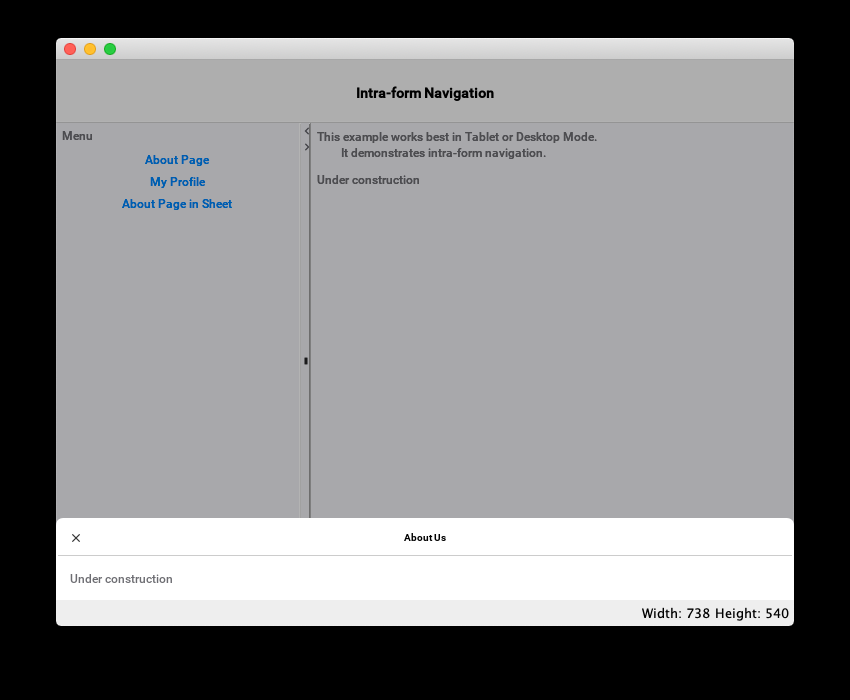 Intra-form Navigation
Menu
About Page
My Profile
About Page in Sheet
This example works best in Tablet or Desktop Mode.
It demonstrates intra-form navigation.
Under construction
About Us
Under construction
Width: 738 Height: 540